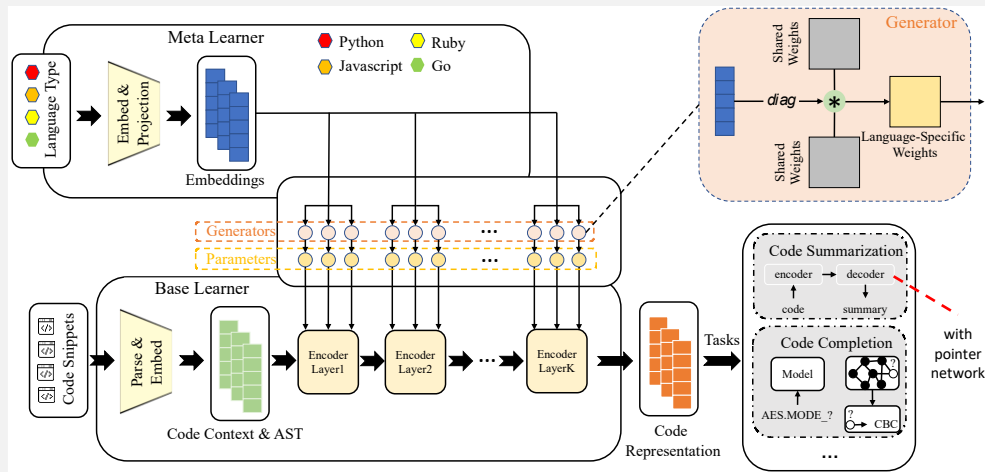 Meta Learner
Python
Ruby
Javascript
Go
Language Type
Embed &
Projection
Embeddings
Generator
Shared
Weights
diag
*
Shared
Weights
Language-Specific
Weights
Generators
...
Parameters
...
Base Learner
Code Snippets
Parse &
Embed
Code Context & AST
Encoder
Layer1
Encoder
Layer2
...
Encoder
LayerK
Code
Representation
Tasks
Code Summarization
encoder
decoder
code
summary
with
pointer
network
Code Completion
Model
?
AES.MODE_?
?
CBC
...